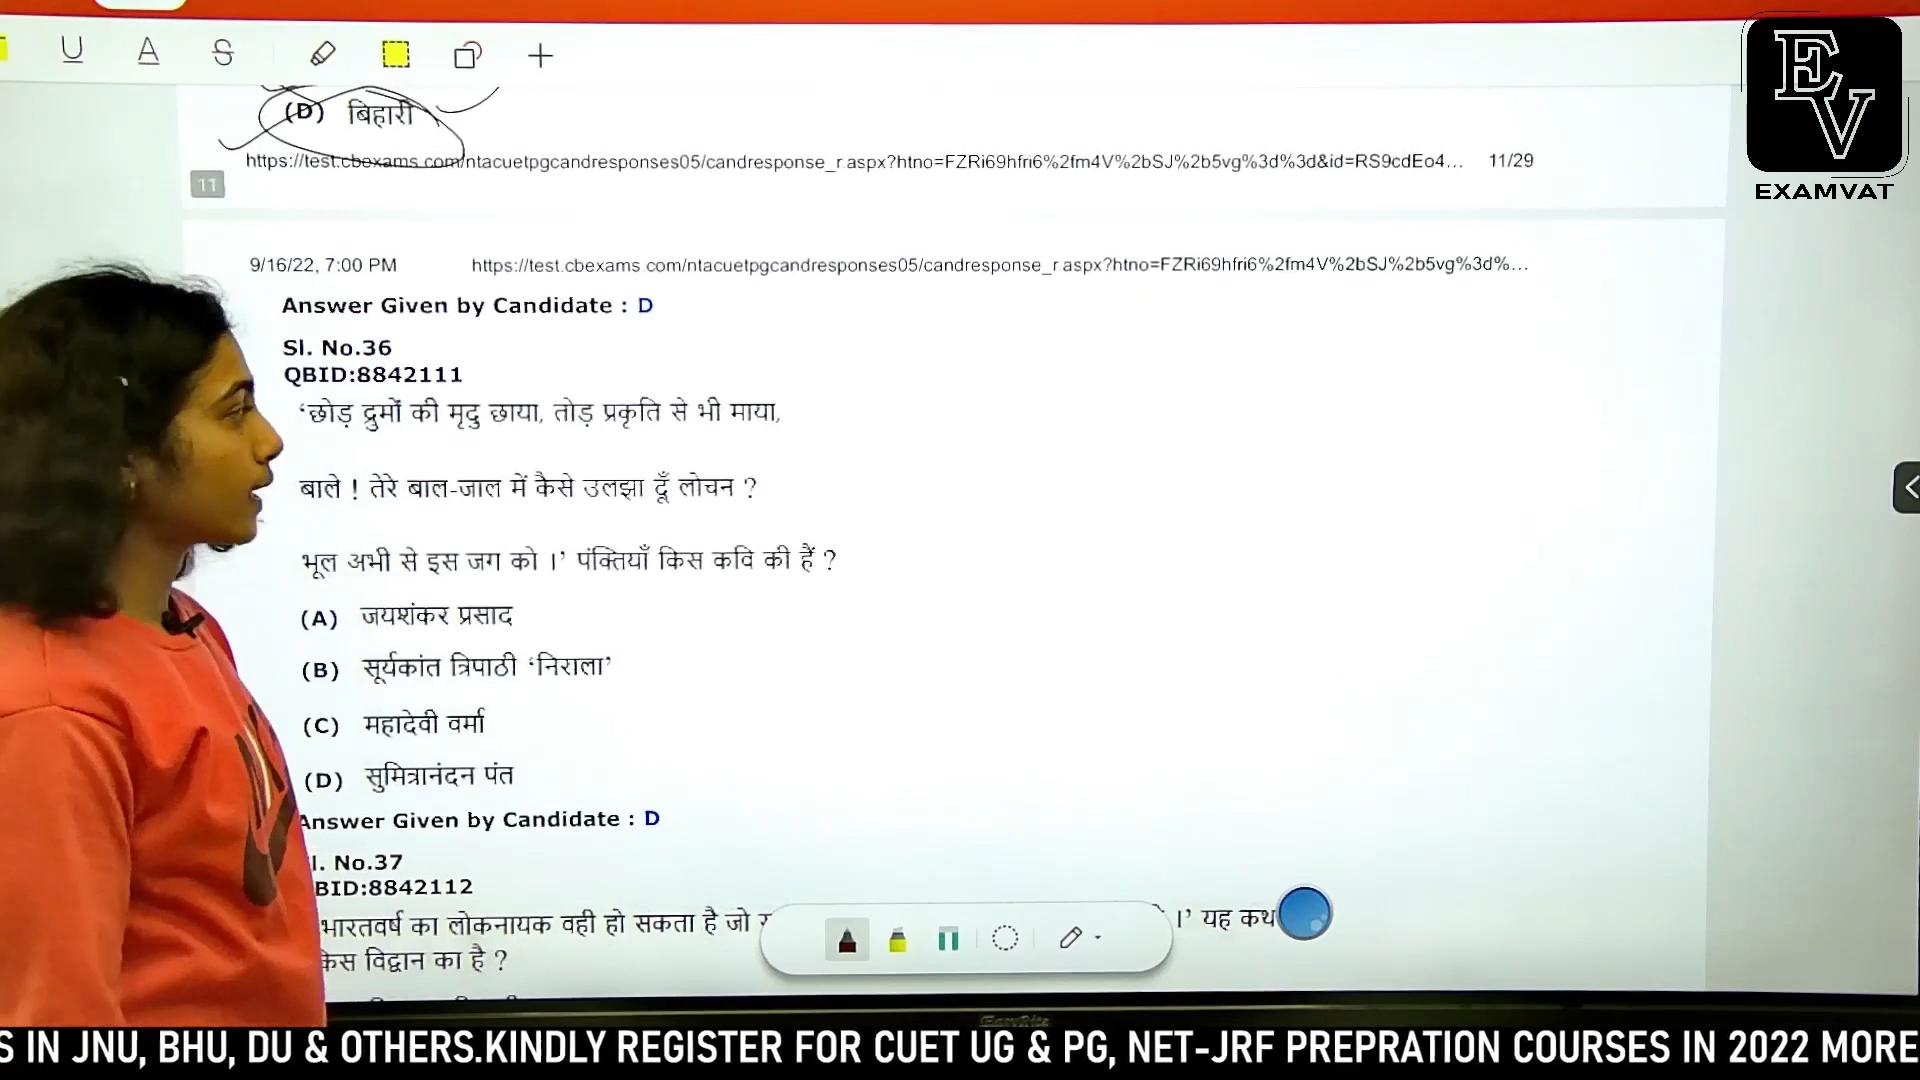 U A S
(D) बिहारी
https://test.cbexams.com/ntacuetpgcandresponses05/candresponse_r.aspx?htno=FZRi69hfri6%2fm4V%2bSJ%2b5vg%3d%3d&id=RS9cdEo4... 11/29
11
EV
EXAMVAT
9/16/22, 7:00 PM https://test.cbexams.com/ntacuetpgcandresponses05/candresponse_r.aspx?htno=FZRi69hfri6%2fm4V%2bSJ%2b5vg%3d%...
Answer Given by Candidate : D
Sl. No.36
QBID:8842111
‘छोड़ द्रुमों की मृदु छाया, तोड़ प्रकृति से भी माया,
बाले ! तेरे बाल-जाल में कैसे उलझा दूँ लोचन ?
भूल अभी से इस जग को ।’ पंक्तियाँ किस कवि की हैं ?
(A) जयशंकर प्रसाद
(B) सूर्यकांत त्रिपाठी ‘निराला’
(C) महादेवी वर्मा
(D) सुमित्रानंदन पंत
Answer Given by Candidate : D
l. No.37
BID:8842112
भारतवर्ष का लोकनायक वही हो सकता है जो ।’ यह कथ
केस विद्वान का है ?
S IN JNU, BHU, DU & OTHERS.KINDLY REGISTER FOR CUET UG & PG, NET-JRF PREPRATION COURSES IN 2022 MORE